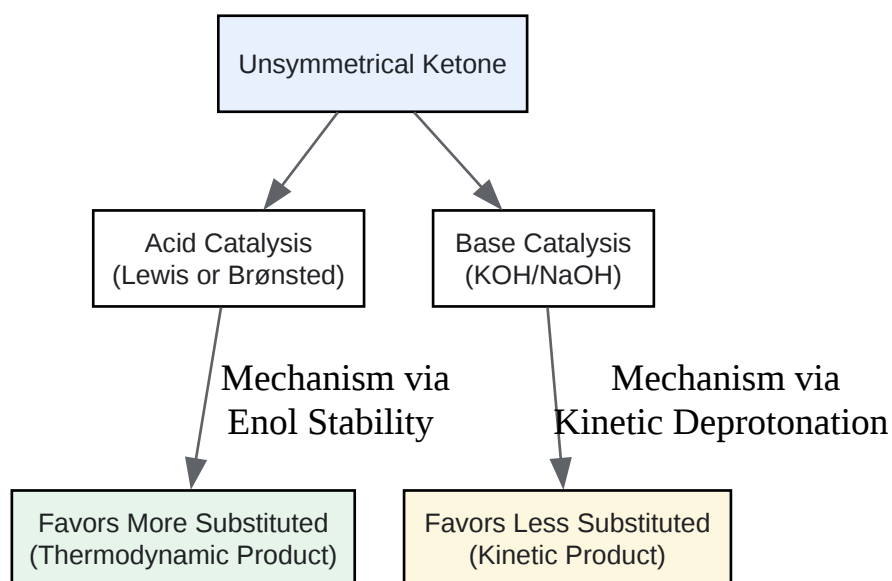 Unsymmetrical Ketone
Acid Catalysis
(Lewis or Brønsted)
Base Catalysis
(KOH/NaOH)
Mechanism via
Enol Stability
Mechanism via
Kinetic Deprotonation
Favors More Substituted
(Thermodynamic Product)
Favors Less Substituted
(Kinetic Product)